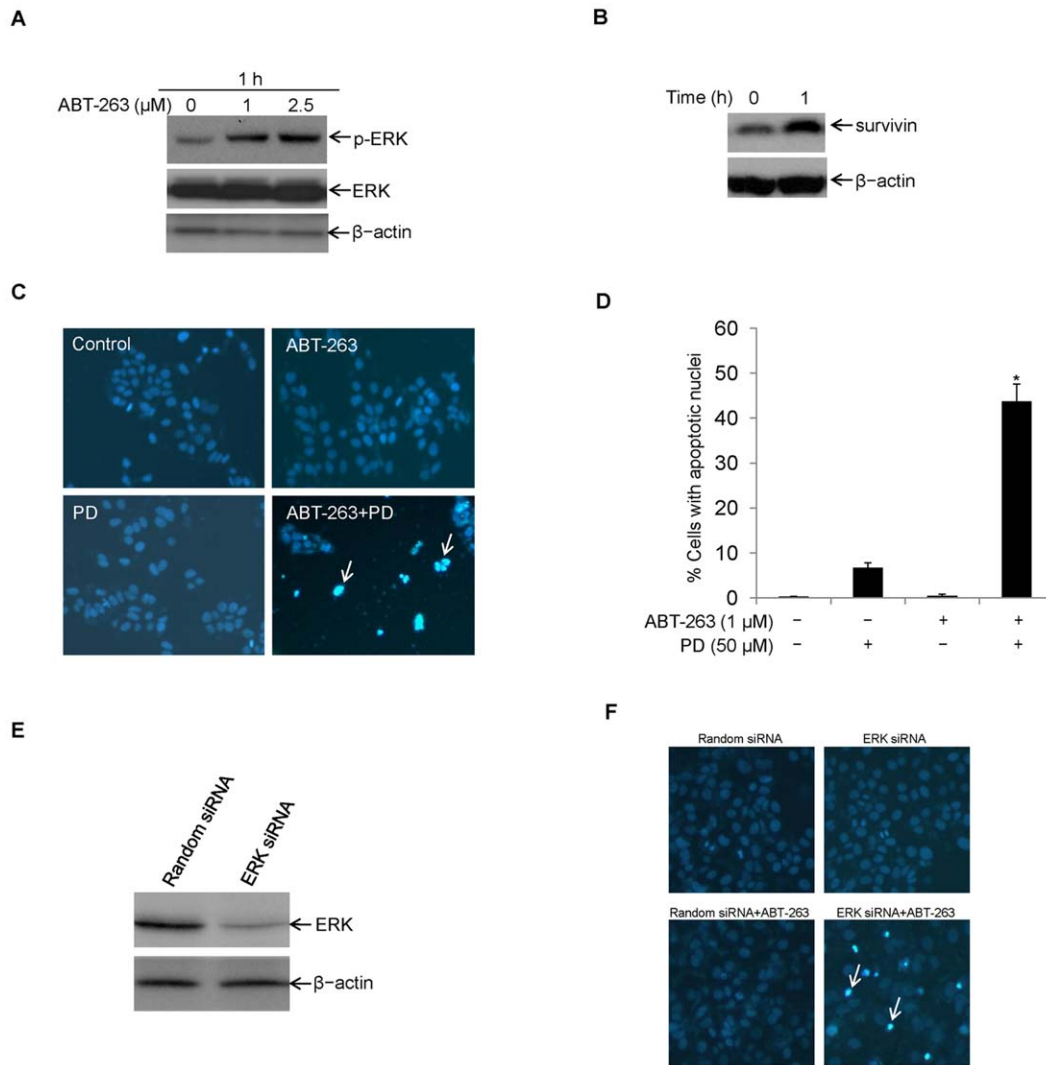 A
1 h
ABT-263 (μM) 0 1 2.5
p-ERK
ERK
β-actin
B
Time (h) 0 1
survivin
β-actin
C
Control
ABT-263
PD
ABT-263+PD
D
% Cells with apoptotic nuclei
60
50
40
30
20
10
0
*
ABT-263 (1 μM) − − + +
PD (50 μM) − + − +
E
Random siRNA
ERK siRNA
ERK
β-actin
F
Random siRNA
ERK siRNA
Random siRNA+ABT-263
ERK siRNA+ABT-263